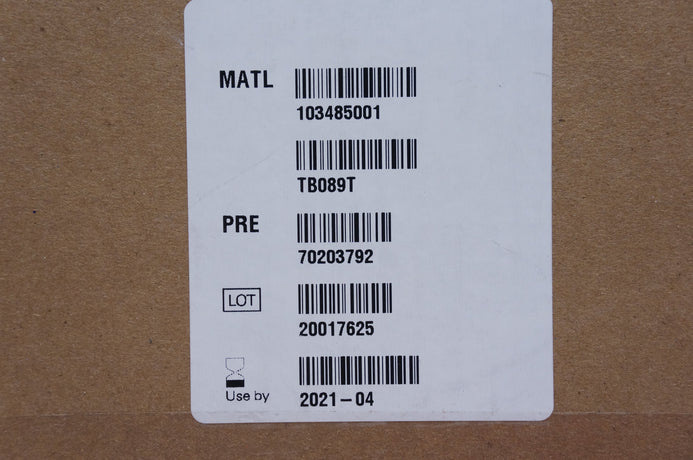 MATL
103485001
TB089T
PRE
70203792
LOT
20017625
Use by
2021-04